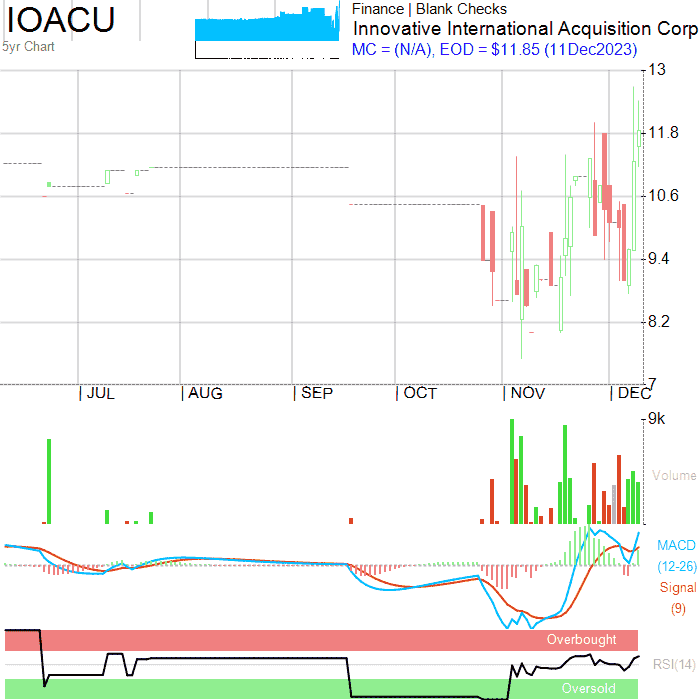 IOACU
5yr Chart
Finance | Blank Checks
Innovative International Acquisition Corp
MC = (N/A), EOD = $11.85 (11Dec2023)
13
11.8
10.6
9.4
8.2
7
| JUL | AUG | SEP | OCT | NOV | DEC
9k
Volume
MACD
(12-26)
Signal
(9)
Overbought
RSI(14)
Oversold